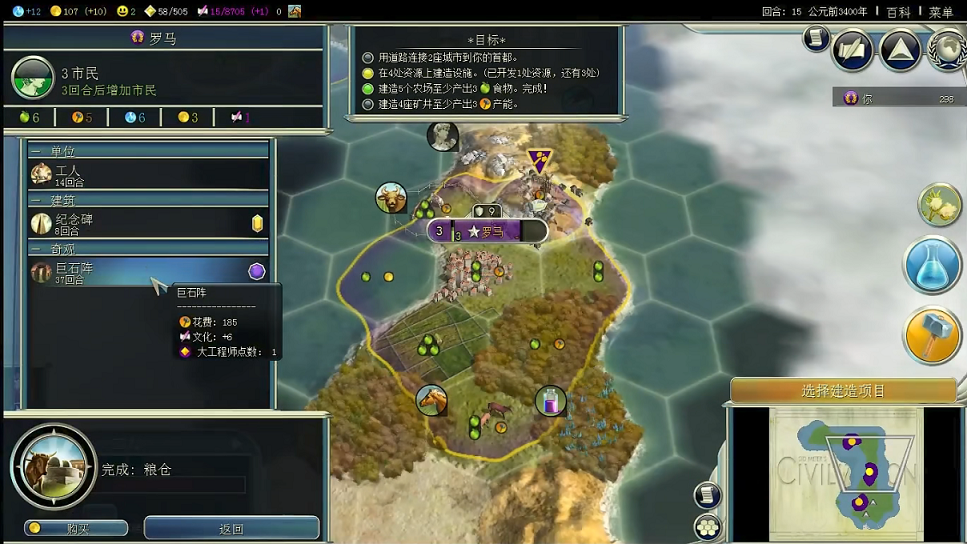 +12 107 (+10) 2 58/505 15/8705 (+1) 0
回合: 15 公元前3400年 | 百科 | 菜单
罗马
3市民
3回合后增加市民
6 5 6 3 1
*目标*
用道路连接2座城市到你的首都。
在4处资源上建造设施。(已开发1处资源，还有3处)
建造5个农场至少产出3 食物。完成!
建造4座矿井至少产出3 产能。
你 298
一 单位
工人
14回合
一 建筑
纪念碑
8回合
一 奇观
巨石阵
37回合
巨石阵
----------------
花费: 185
文化: +6
大工程师点数: 1
9
3 3 罗马
选择建造项目
完成: 粮仓
购买
返回